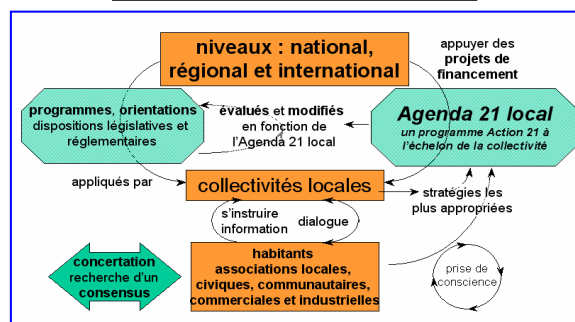 niveaux : national,
régional et international
appuyer des
projets de
financement
programmes, orientations
dispositions législatives et
réglementaires
évalués et modifiés
en fonction de
l'Agenda 21 local
Agenda 21 local
un programme Action 21 à
l'échelon de la collectivité
appliqués par
collectivités locales
stratégies les
plus appropriées
s'instruire
information
dialogue
concertation
recherche d'un
consensus
habitants
associations locales,
civiques, communautaires,
commerciales et industrielles
prise de
conscience